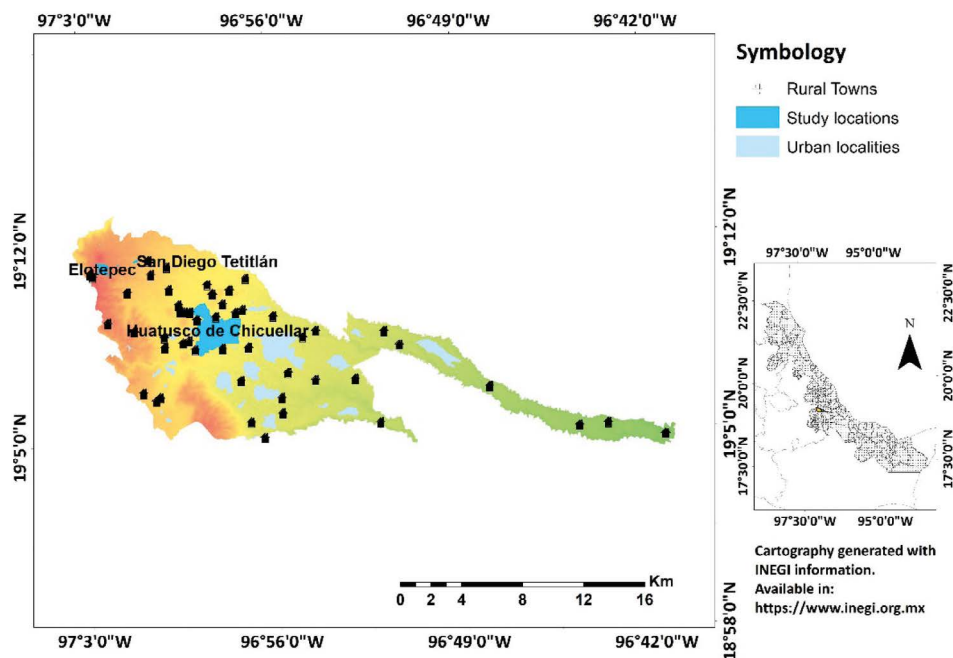 97°3'0"W 96°56'0"W 96°49'0"W 96°42'0"W
Symbology
Rural Towns
Study locations
Urban localities
19°12'0"N
19°12'0"N
San Diego Tetitlán
Elotepec
Huatusco de Chicuellar
97°30'0"W 95°0'0"W
22°30'0"N
22°30'0"N
N
20°0'0"N
20°0'0"N
19°5'0"N
19°5'0"N
17°30'0"N
17°30'0"N
97°30'0"W 95°0'0"W
Cartography generated with
INEGI information.
Available in:
https://www.inegi.org.mx
Km
0 2 4 8 12 16
18°58'0"N
97°3'0"W 96°56'0"W 96°49'0"W 96°42'0"W